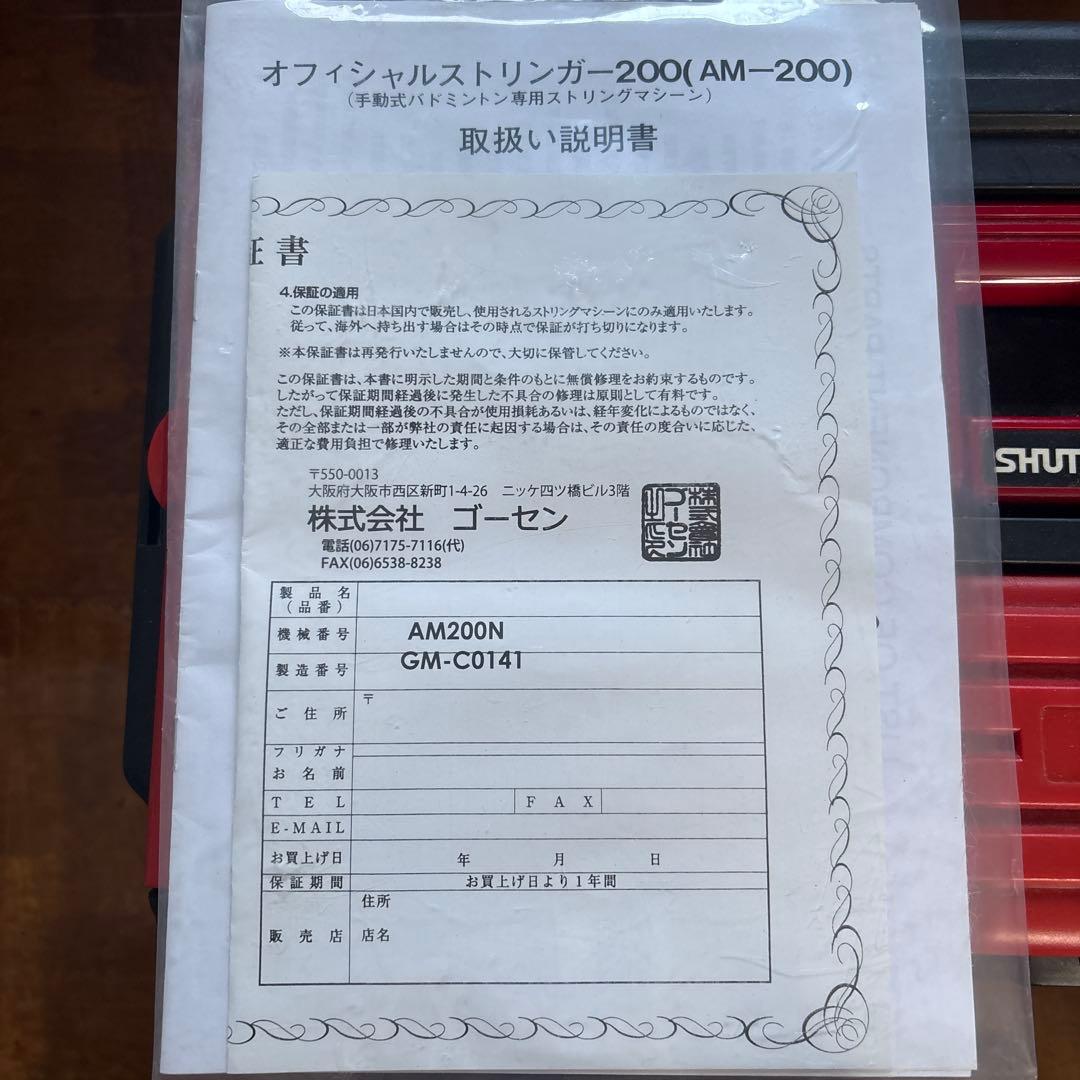 オフィシャルストリンガー200(AM-200)
(手動式バドミントン専用ストリングマシーン)
取扱い説明書
証書
4.保証の適用
この保証書は日本国内で販売し、使用されるストリングマシーンにのみ適用いたします。
従って、海外へ持ち出す場合はその時点で保証が打ち切りになります。
※本保証書は再発行いたしませんので、大切に保管してください。
この保証書は、本書に明示した期間と条件のもとに無償修理をお約束するものです。
したがって保証期間経過後に発生した不具合の修理は原則として有料です。
ただし、保証期間経過後の不具合が使用損耗あるいは、経年変化によるものではなく、
その全部または一部が弊社の責任に起因する場合は、その責任の度合いに応じた、
適正な費用負担で修理いたします。
〒550-0013
大阪府大阪市西区新町1-4-26 ニッケ四ツ橋ビル3階
株式会社 ゴーセン
電話(06)7175-7116(代)
FAX(06)6538-8238
株式會社ゴーセン
製品名
(品番)
機械番号 AM200N
製造番号 GM-C0141
ご住所 〒
フリガナ
お名前
TEL FAX
E-MAIL
お買上げ日 年 月 日
保証期間 お買上げ日より1年間
販売店 住所
店名
SHUT